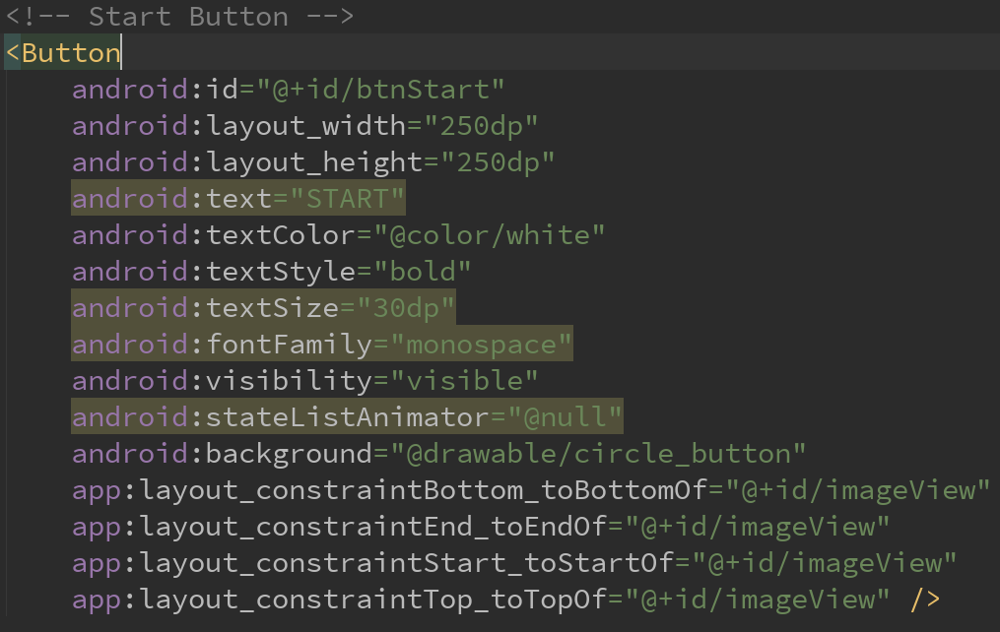 <!-- Start Button -->
<Button
android:id="@+id/btnStart"
android:layout_width="250dp"
android:layout_height="250dp"
android:text="START"
android:textColor="@color/white"
android:textStyle="bold"
android:textSize="30dp"
android:fontFamily="monospace"
android:visibility="visible"
android:stateListAnimator="@null"
android:background="@drawable/circle_button"
app:layout_constraintBottom_toBottomOf="@+id/imageView"
app:layout_constraintEnd_toEndOf="@+id/imageView"
app:layout_constraintStart_toStartOf="@+id/imageView"
app:layout_constraintTop_toTopOf="@+id/imageView" />